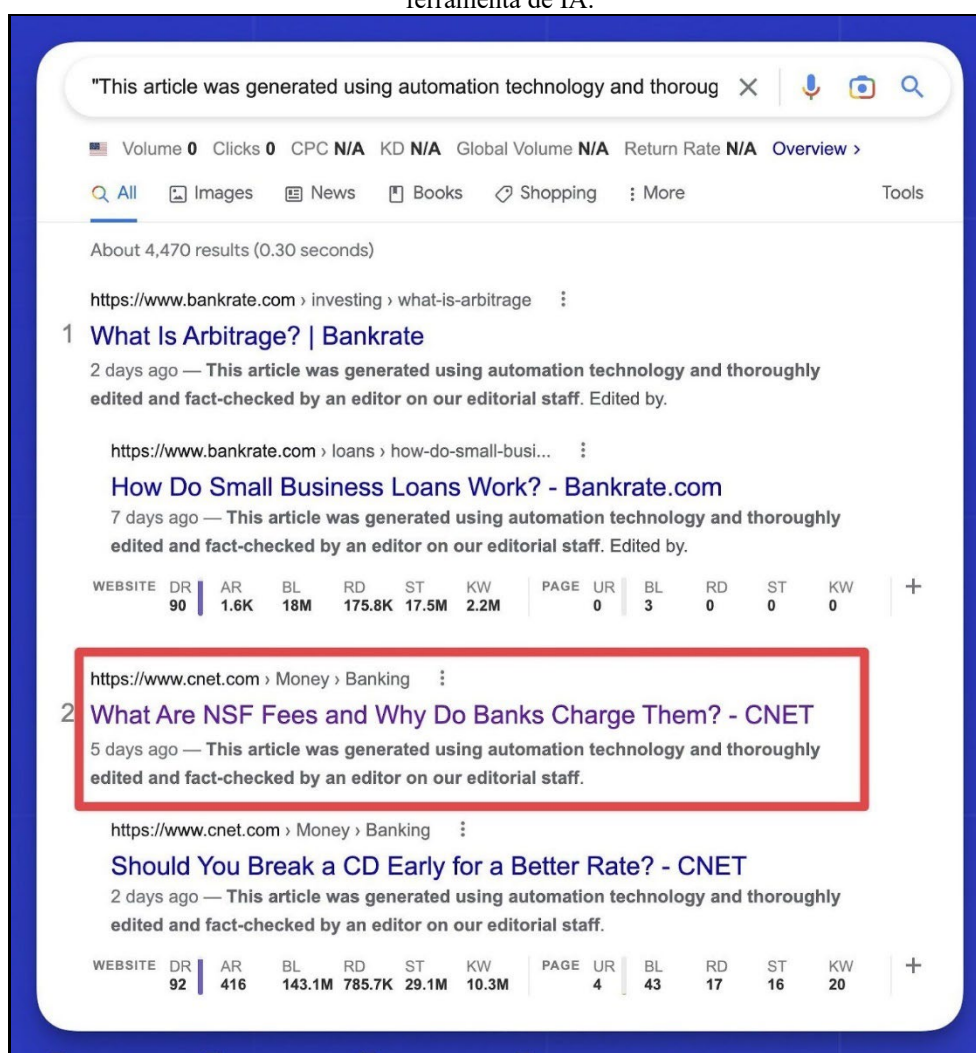 ferramenta de IA.
"This article was generated using automation technology and thoroug
Volume 0 Clicks 0 CPC N/A KD N/A Global Volume N/A Return Rate N/A Overview >
All Images News Books Shopping More Tools
About 4,470 results (0.30 seconds)
https://www.bankrate.com › investing › what-is-arbitrage
1 What Is Arbitrage? | Bankrate
2 days ago — This article was generated using automation technology and thoroughly
edited and fact-checked by an editor on our editorial staff. Edited by.
https://www.bankrate.com › loans › how-do-small-busi...
How Do Small Business Loans Work? - Bankrate.com
7 days ago — This article was generated using automation technology and thoroughly
edited and fact-checked by an editor on our editorial staff. Edited by.
WEBSITE DR AR BL RD ST KW PAGE UR BL RD ST KW
90 1.6K 18M 175.8K 17.5M 2.2M 0 3 0 0 0
https://www.cnet.com › Money › Banking
2 What Are NSF Fees and Why Do Banks Charge Them? - CNET
5 days ago — This article was generated using automation technology and thoroughly
edited and fact-checked by an editor on our editorial staff.
https://www.cnet.com › Money › Banking
Should You Break a CD Early for a Better Rate? - CNET
2 days ago — This article was generated using automation technology and thoroughly
edited and fact-checked by an editor on our editorial staff.
WEBSITE DR AR BL RD ST KW PAGE UR BL RD ST KW
92 416 143.1M 785.7K 29.1M 10.3M 4 43 17 16 20